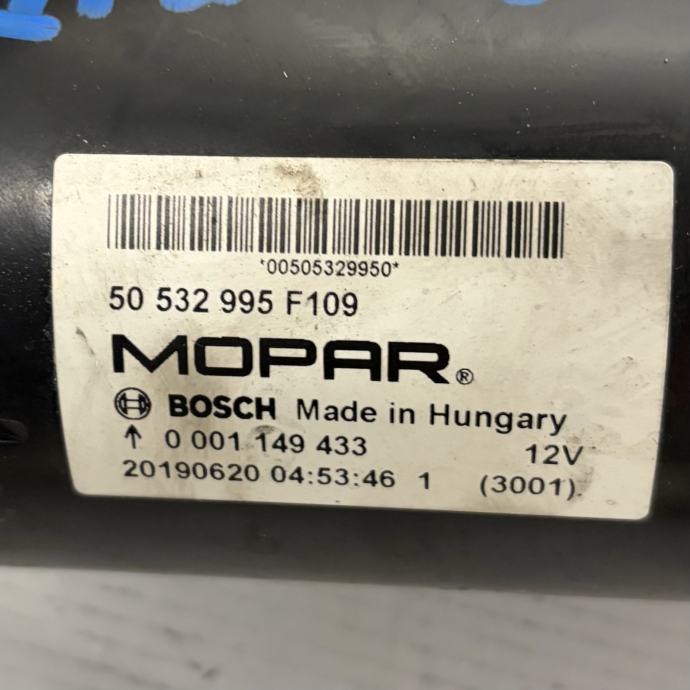 *00505329950*
50 532 995 F109
MOPAR®
BOSCH Made in Hungary
↑ 0 001 149 433 12V
20190620 04:53:46 1 (3001)